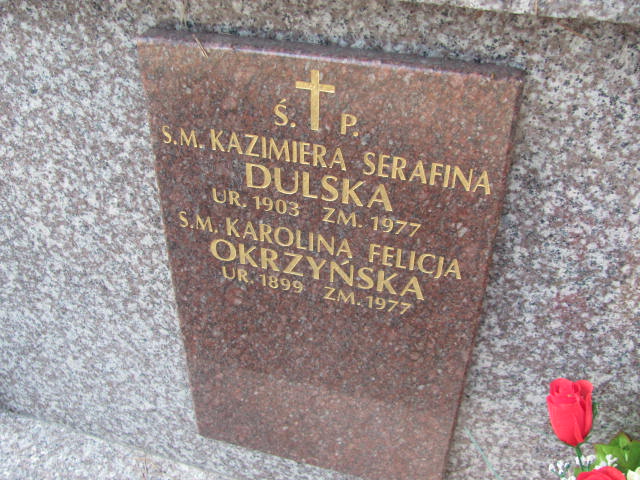 Ś. P.
S.M. KAZIMIERA SERAFINA
DULSKA
UR. 1903 ZM. 1977
S.M. KAROLINA FELICJA
OKRZYŃSKA
UR. 1899 ZM. 1977